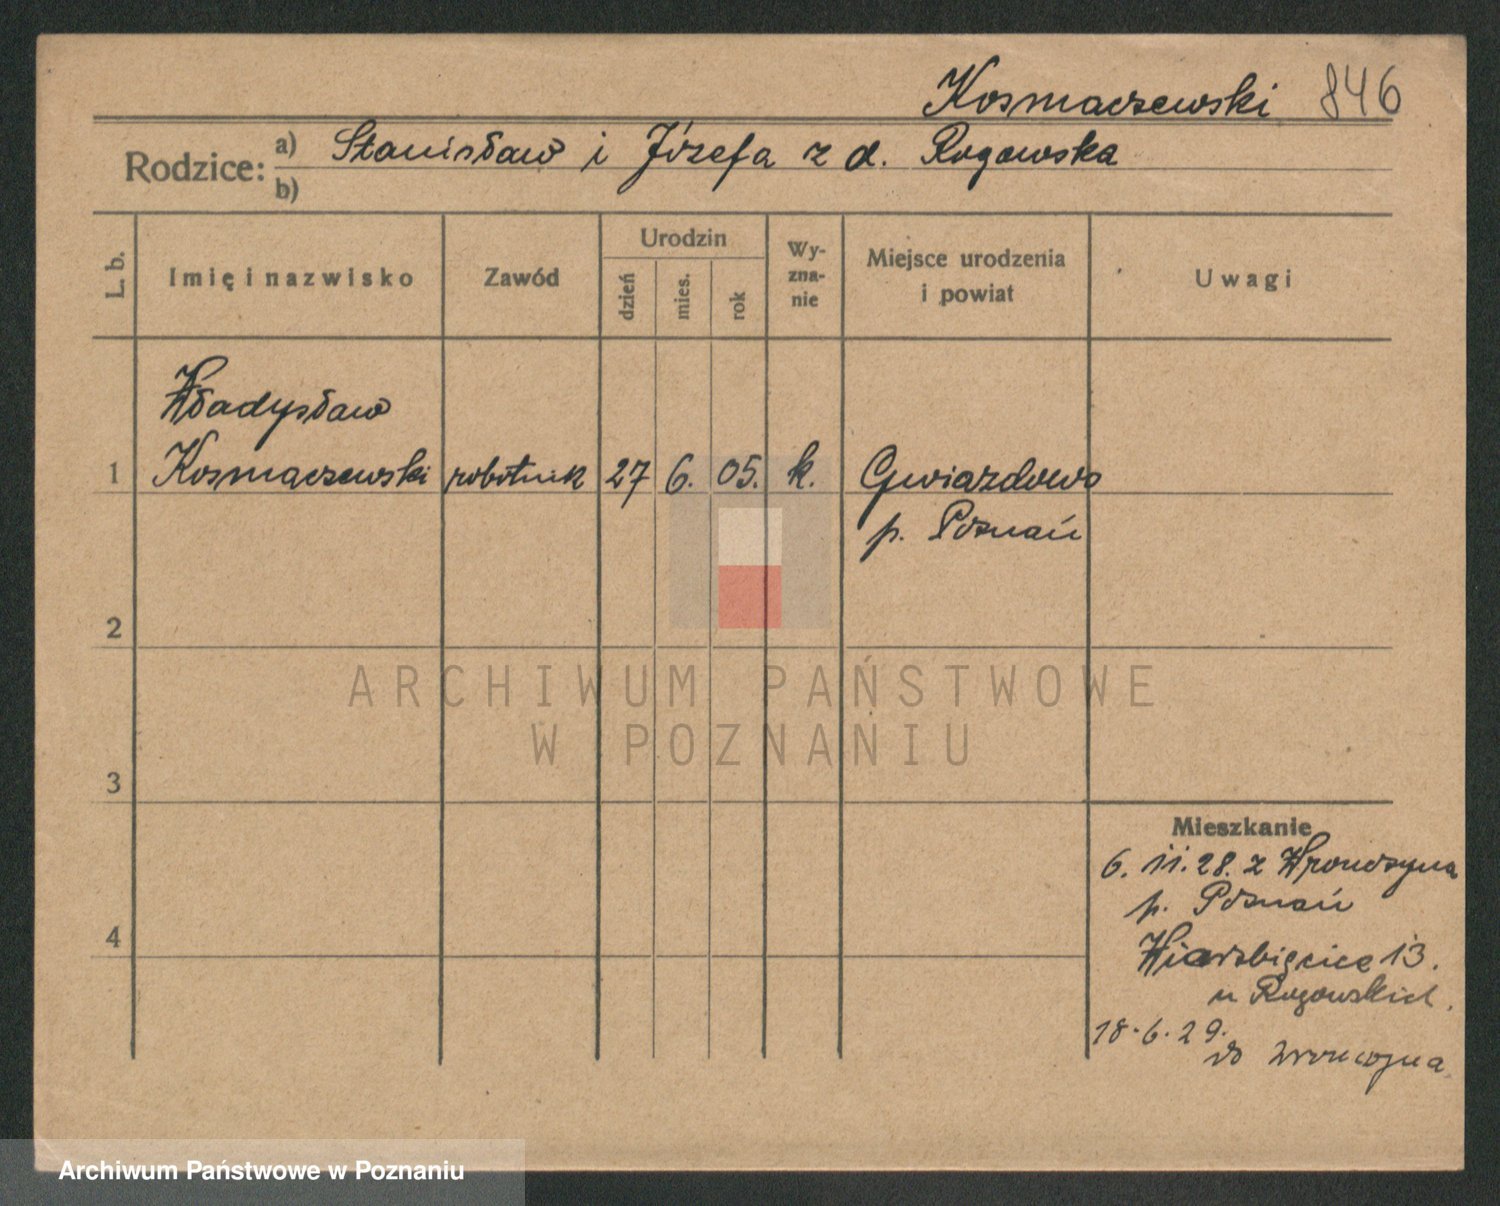 Kosmaczewski 846
Rodzice: a) Stanisław i Józefa z d. Rogowska
b)
L. b.
Imię i nazwisko
Zawód
Urodzin
dzień
mies.
rok
Wy-
zna-
nie
Miejsce urodzenia
i powiat
Uwagi
Władysław
1 Kosmaczewski robotnik 27 6. 05. k. Gwiazdowo
p. Poznań
2
ARCHIWUM PAŃSTWOWE
W POZNANIU
3
Mieszkanie
6. 11. 28. z Wronczyna
p. Poznań
4
Wierzbięcice 13.
u Rogowskich.
18. 6. 29.
do Wronczyna
Archiwum Państwowe w Poznaniu